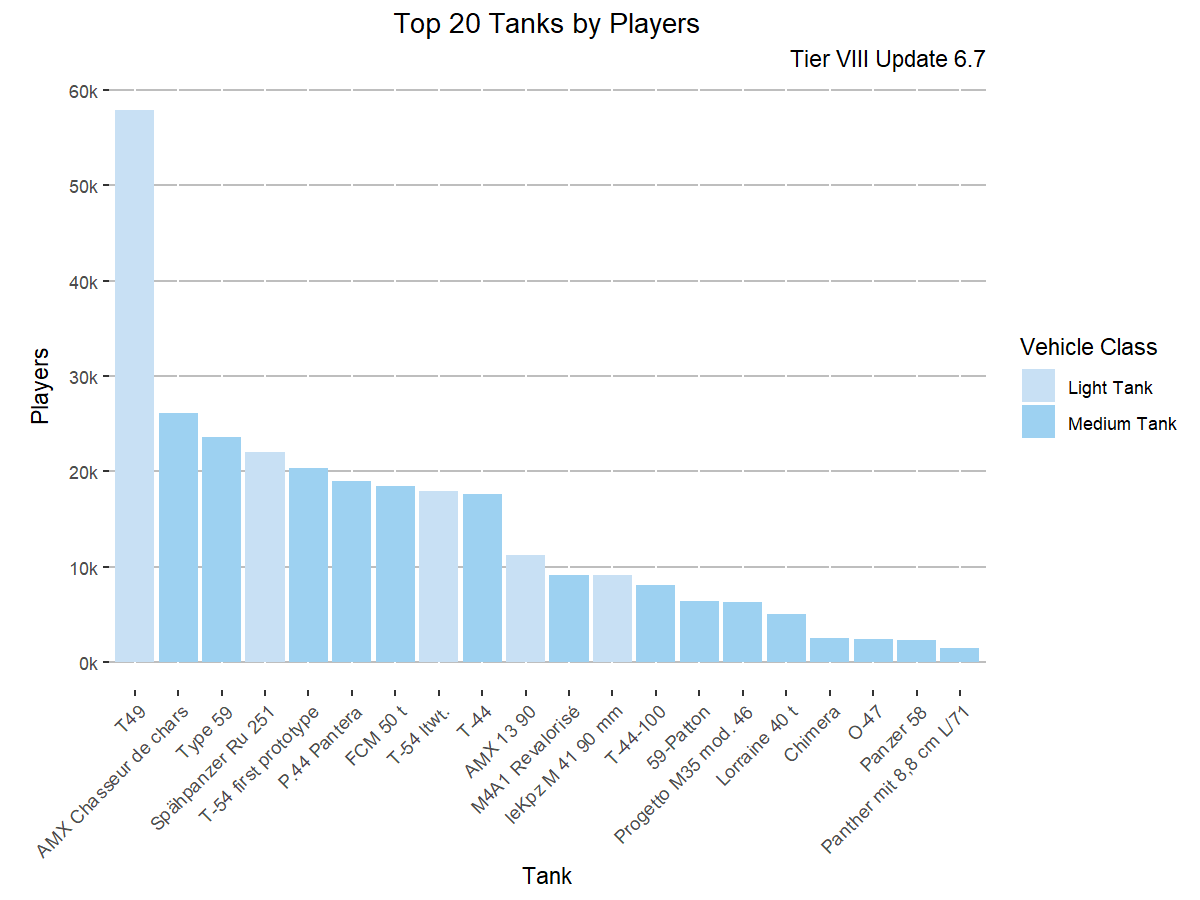 Top 20 Tanks by Players
Tier VIII Update 6.7
60k
50k
40k
30k
20k
10k
0k
Players
T49
AMX Chasseur de chars
Type 59
Spähpanzer Ru 251
T-54 first prototype
P.44 Pantera
FCM 50 t
T-54 ltwt.
T-44
AMX 13 90
M4A1 Revalorisé
leKpz M 41 90 mm
T-44-100
59-Patton
Progetto M35 mod. 46
Lorraine 40 t
Chimera
O-47
Panzer 58
Panther mit 8,8 cm L/71
Tank
Vehicle Class
Light Tank
Medium Tank